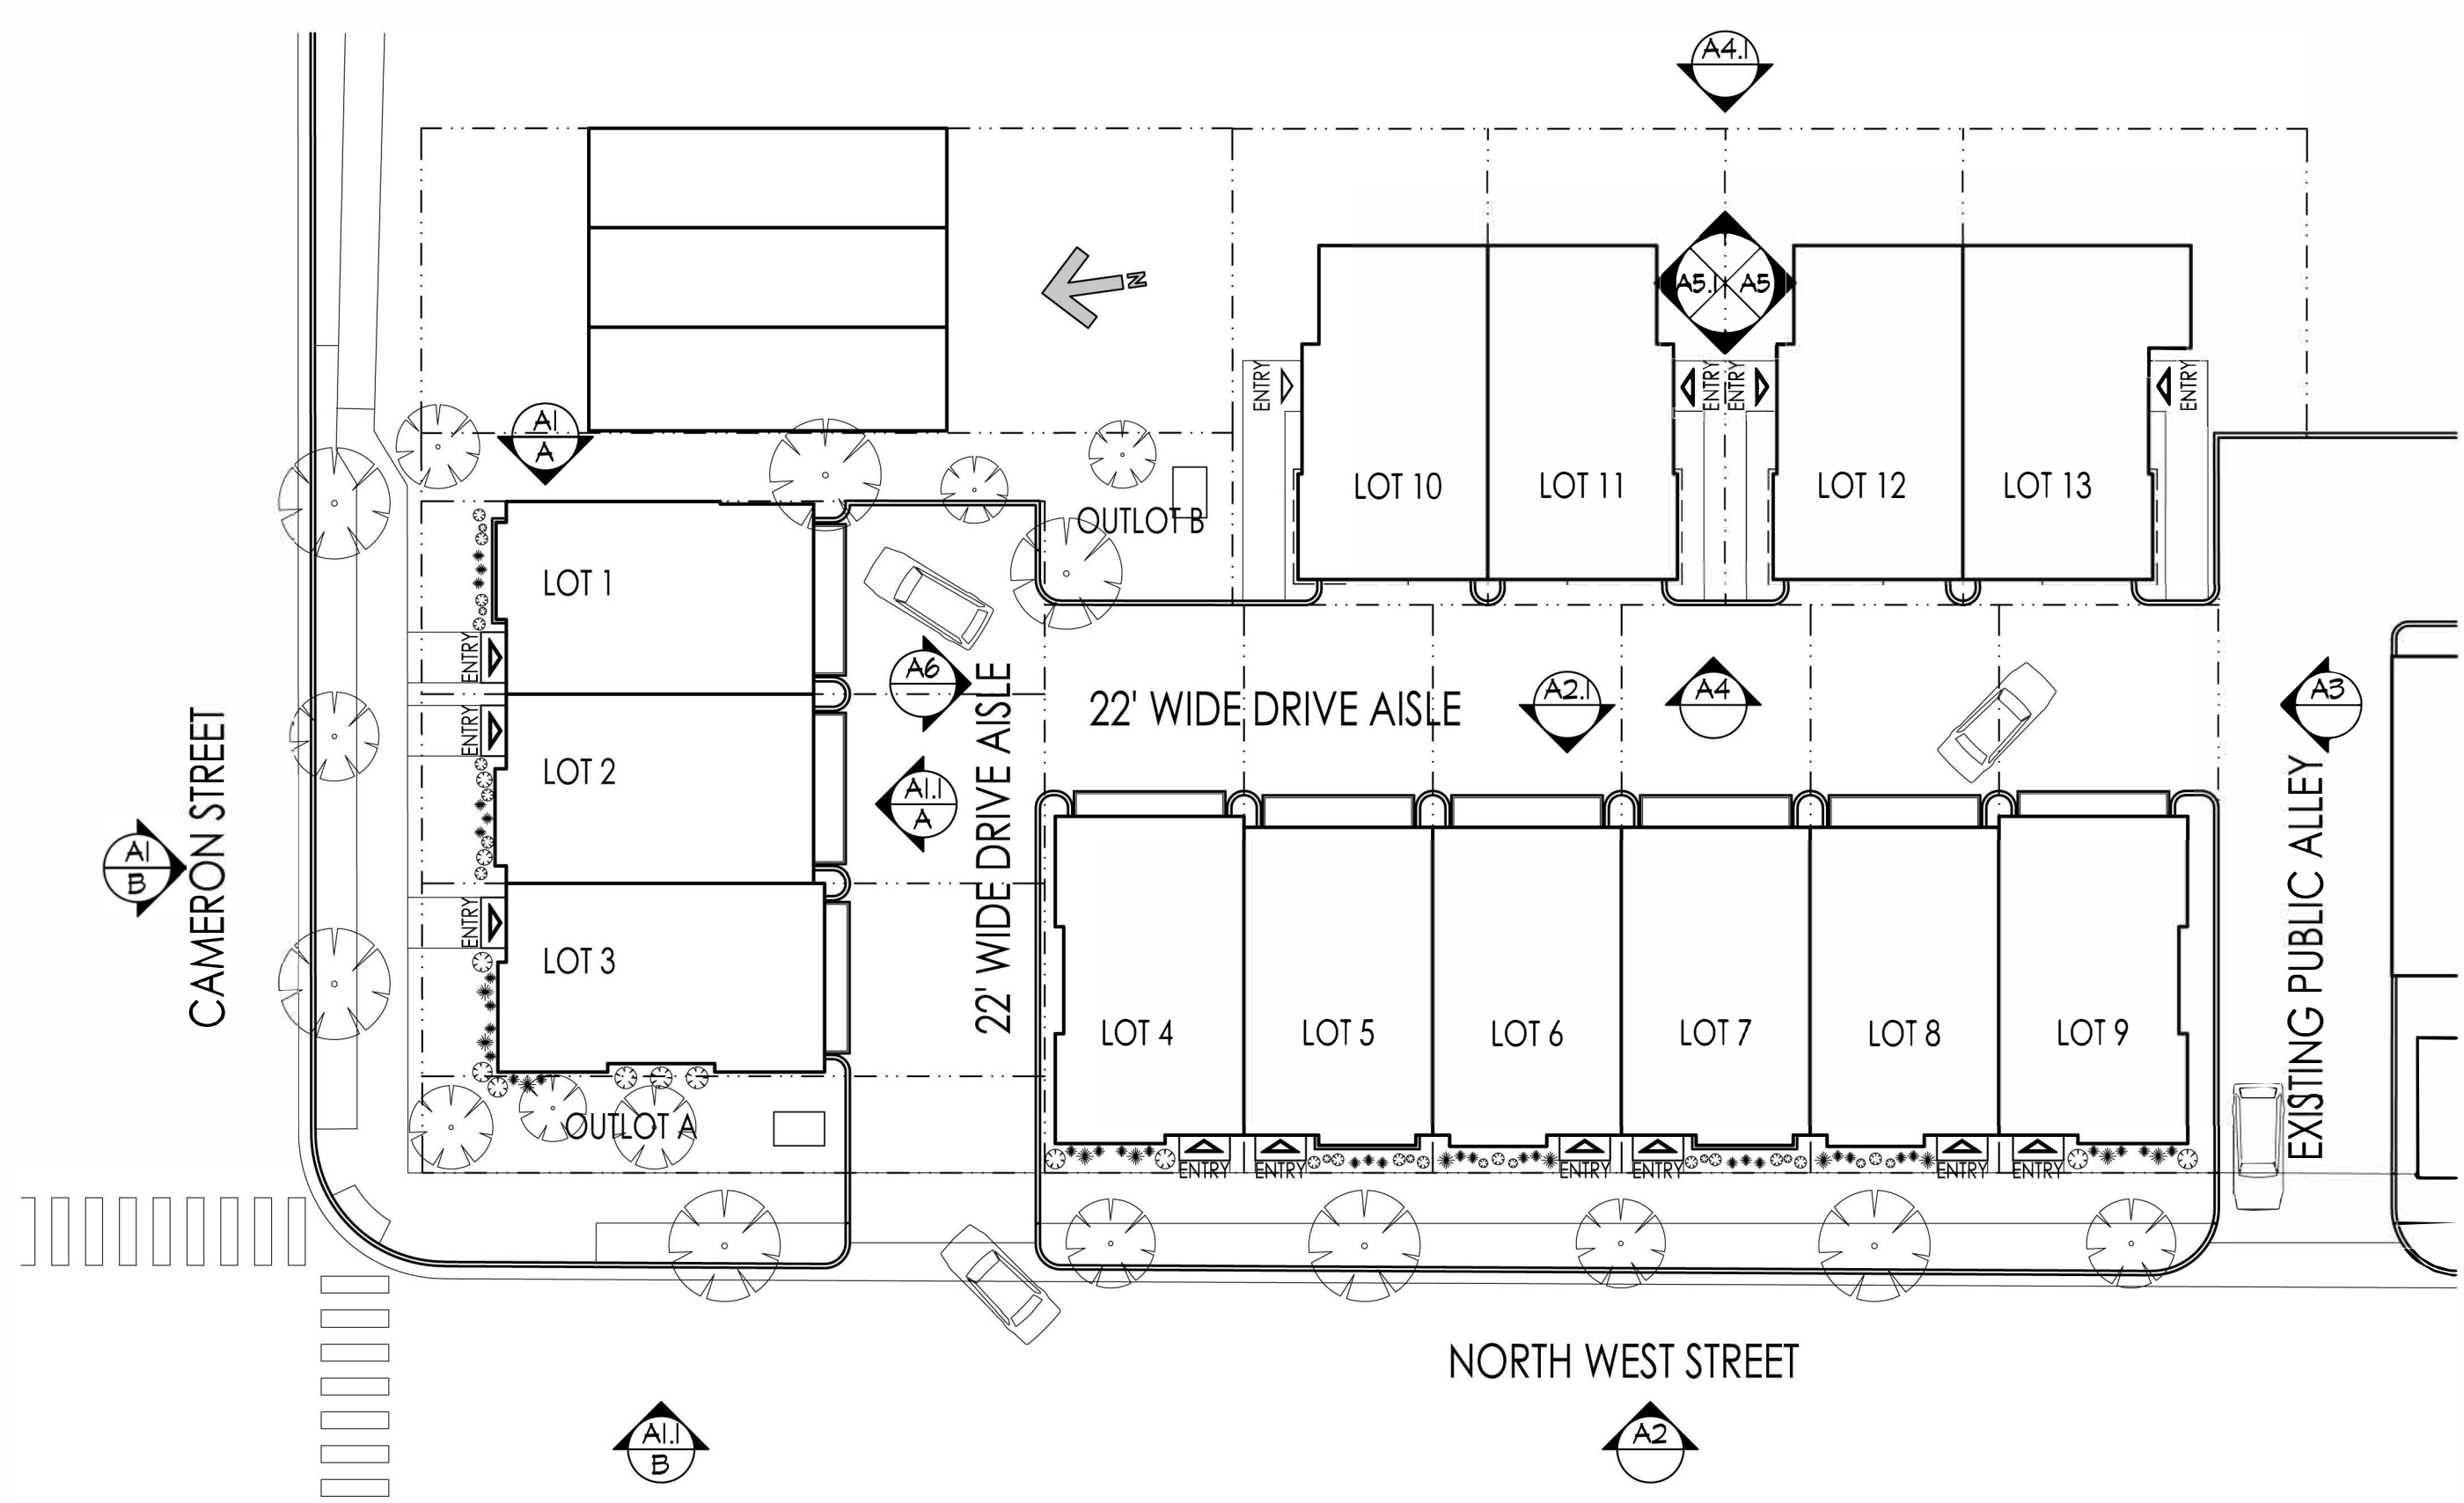 A4.1
N
A5.1
A5
ENTRY
ENTRY
ENTRY
ENTRY
A1
A
LOT 10
LOT 11
LOT 12
LOT 13
OUTLOT B
LOT 1
ENTRY
A6
22' WIDE DRIVE AISLE
A2.1
A4
A3
ENTRY
LOT 2
A1.1
A
22' WIDE DRIVE AISLE
CAMERON STREET
A1
B
EXISTING PUBLIC ALLEY
ENTRY
LOT 3
LOT 4
LOT 5
LOT 6
LOT 7
LOT 8
LOT 9
OUTLOT A
ENTRY
ENTRY
ENTRY
ENTRY
ENTRY
ENTRY
NORTH WEST STREET
A1.1
B
A2